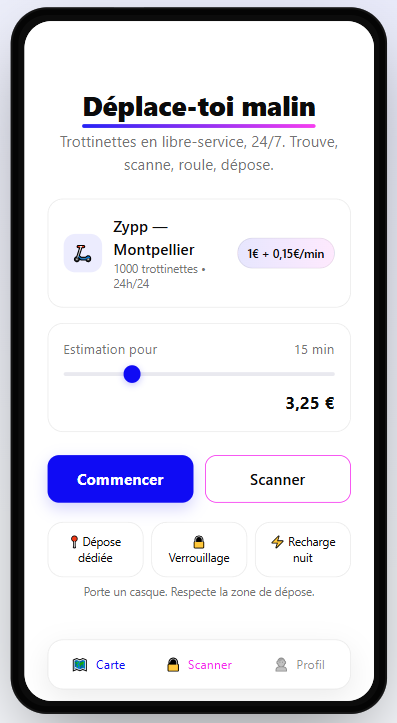 Déplace-toi malin
Trottinettes en libre-service, 24/7. Trouve,
scanne, roule, dépose.
Zypp —
Montpellier
1000 trottinettes •
24h/24
1€ + 0,15€/min
Estimation pour
15 min
3,25 €
Commencer
Scanner
Dépose
dédiée
Verrouillage
Recharge
nuit
Porte un casque. Respecte la zone de dépose.
Carte
Scanner
Profil